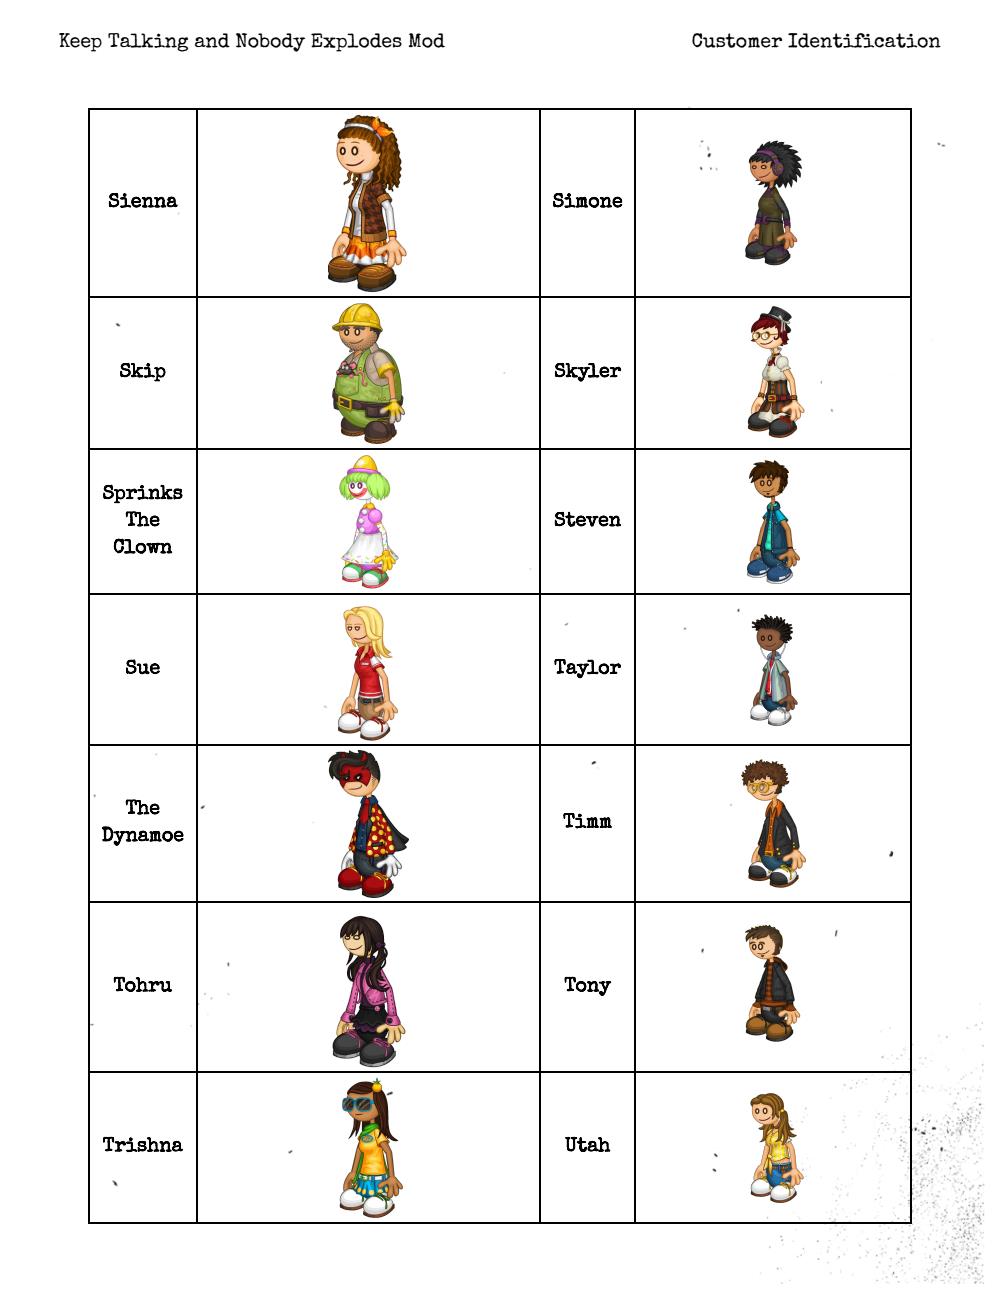 Keep Talking and Nobody Explodes Mod
Customer Identification
Sienna
Simone
Skip
Skyler
Sprinks
The
Clown
Steven
Sue
Taylor
The
Dynamoe
Timm
Tohru
Tony
Trishna
Utah